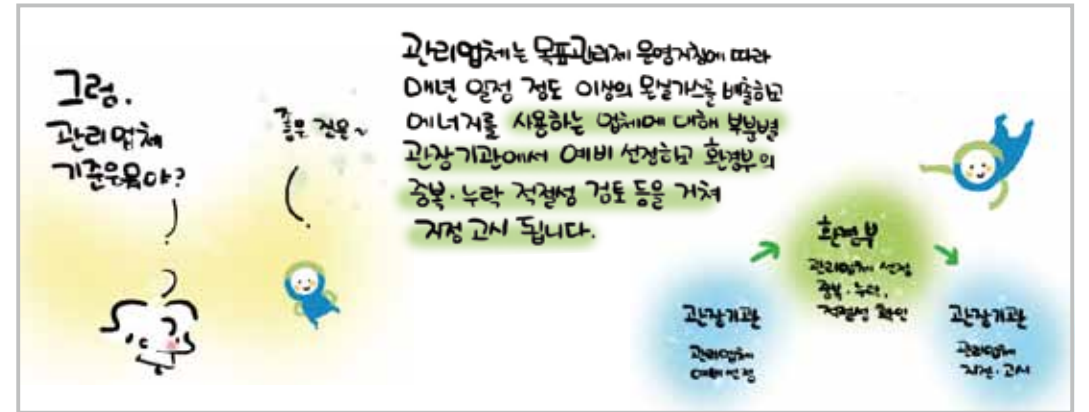 그럼.
관리업체
기준은 뭐야?
좋은 질문~
관리업체는 목표관리제 운영지침에 따라
매년 일정 정도 이상의 온실가스를 배출하고
에너지를 사용하는 업체에 대해 부문별
관장기관에서 예비 선정하고 환경부의
중복·누락 적절성 검토 등을 거쳐
지정 고시 됩니다.
환경부
관리업체 선정
중복·누락,
적절성 확인
관장기관
관리업체
예비선정
관장기관
관리업체
지정·고시